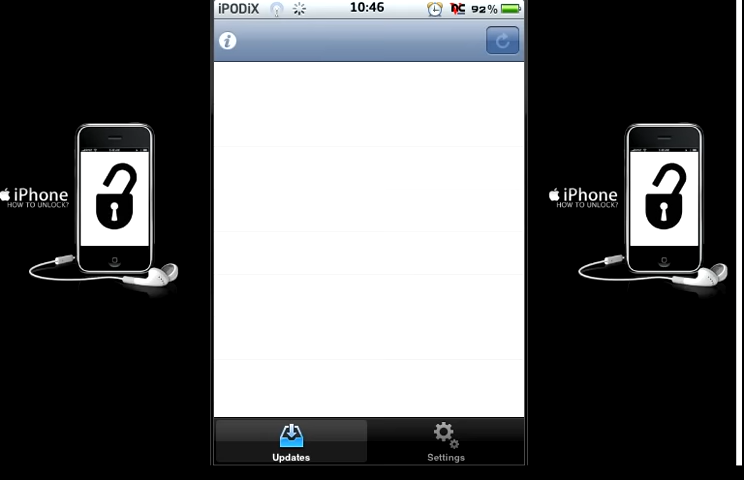 iPODiX 10:46 92%
iPhone
HOW TO UNLOCK?
iPhone
HOW TO UNLOCK?
Updates
Settings